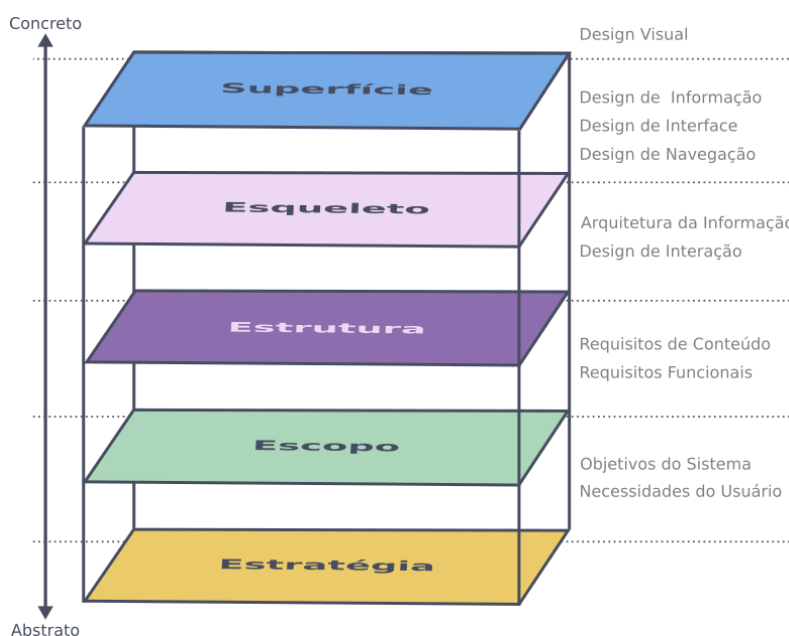 Concreto
Design Visual
Superfície
Design de Informação
Design de Interface
Design de Navegação
Esqueleto
Arquitetura da Informação
Design de Interação
Estrutura
Requisitos de Conteúdo
Requisitos Funcionais
Escopo
Objetivos do Sistema
Necessidades do Usuário
Estratégia
Abstrato